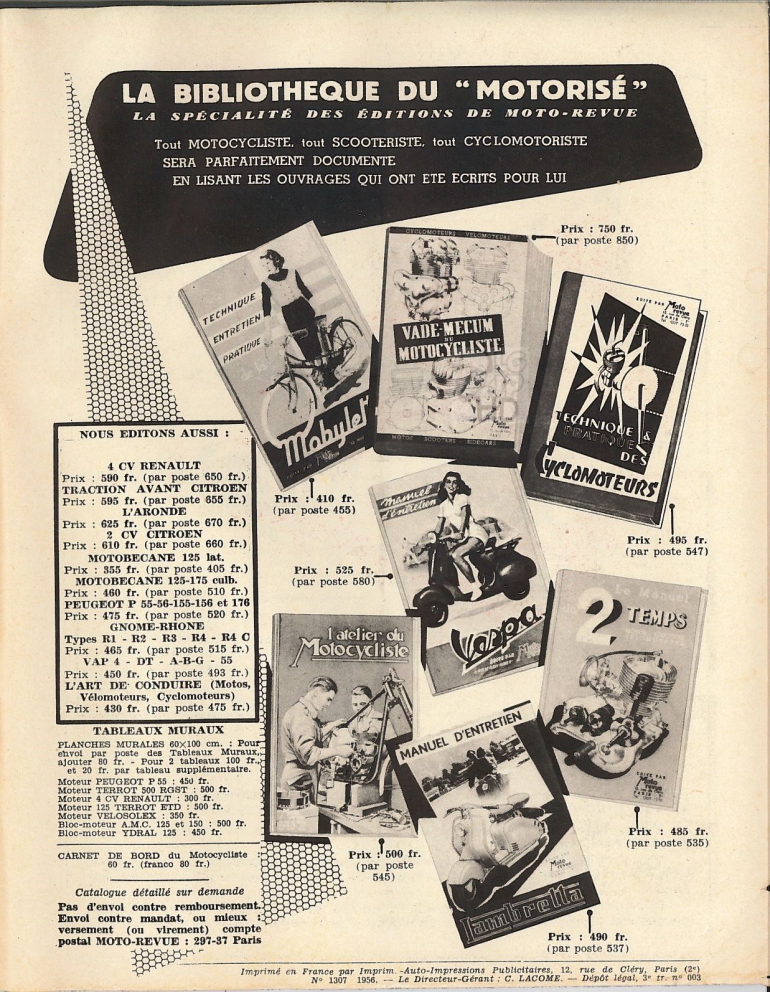 LA BIBLIOTHEQUE DU “ MOTORISÉ ”
LA SPÉCIALITÉ DES ÉDITIONS DE MOTO-REVUE
Tout MOTOCYCLISTE, tout SCOOTERISTE, tout CYCLOMOTORISTE
SERA PARFAITEMENT DOCUMENTE
EN LISANT LES OUVRAGES QUI ONT ETE ECRITS POUR LUI
TECHNIQUE
ENTRETIEN
PRATIQUE
Mobylette
Prix : 410 fr.
(par poste 455)
CYCLOMOTEURS VELOMOTEURS
VADE-MECUM
DU
MOTOCYCLISTE
MOTOS SCOOTERS SIDECARS
Prix : 750 fr.
(par poste 850)
EDITE PAR Moto
revue
TECHNIQUE &
PRATIQUE
DES
CYCLOMOTEURS
Prix : 495 fr.
(par poste 547)
manuel
d'entretien
Vespa
EDITE PAR
Prix : 525 fr.
(par poste 580)
Le Manuel
2 TEMPS
Moto
revue
Prix : 485 fr.
(par poste 535)
l'atelier du
Motocycliste
Prix : 500 fr.
(par poste
545)
MANUEL D'ENTRETIEN
Moto
revue
Lambretta
Prix : 490 fr.
(par poste 537)
NOUS EDITONS AUSSI :
4 CV RENAULT
Prix : 590 fr. (par poste 650 fr.)
TRACTION AVANT CITROEN
Prix : 595 fr. (par poste 655 fr.)
L'ARONDE
Prix : 625 fr. (par poste 670 fr.)
2 CV CITROEN
Prix : 610 fr. (par poste 660 fr.)
MOTOBECANE 125 lat.
Prix : 355 fr. (par poste 405 fr.)
MOTOBECANE 125-175 culb.
Prix : 460 fr. (par poste 510 fr.)
PEUGEOT P 55-56-155-156 et 176
Prix : 475 fr. (par poste 520 fr.)
GNOME-RHONE
Types R1 - R2 - R3 - R4 - R4 C
Prix : 465 fr. (par poste 515 fr.)
VAP 4 - DT - A-B-G - 55
Prix : 450 fr. (par poste 493 fr.)
L'ART DE CONDUIRE (Motos,
Vélomoteurs, Cyclomoteurs)
Prix : 430 fr. (par poste 475 fr.)
TABLEAUX MURAUX
PLANCHES MURALES 60×100 cm. : Pour
envoi par poste des Tableaux Muraux,
ajouter 80 fr. - Pour 2 tableaux 100 fr.,
et 20 fr. par tableau supplémentaire.
Moteur PEUGEOT P 55 : 450 fr.
Moteur TERROT 500 RGST : 500 fr.
Moteur 4 CV RENAULT : 300 fr.
Moteur 125 TERROT ETD : 500 fr.
Moteur VELOSOLEX : 350 fr.
Bloc-moteur A.M.C. 125 et 150 : 500 fr.
Bloc-moteur YDRAL 125 : 450 fr.
CARNET DE BORD du Motocycliste :
60 fr. (franco 80 fr.)
Catalogue détaillé sur demande
Pas d'envoi contre remboursement.
Envoi contre mandat, ou mieux :
versement (ou virement) compte
postal MOTO-REVUE : 297-37 Paris
Imprimé en France par Imprim. -Auto-Impressions Publicitaires, 12, rue de Cléry, Paris (2e)
N° 1307 1956. — Le Directeur-Gérant : C. LACOME. — Dépôt légal, 3e tr. n° 003